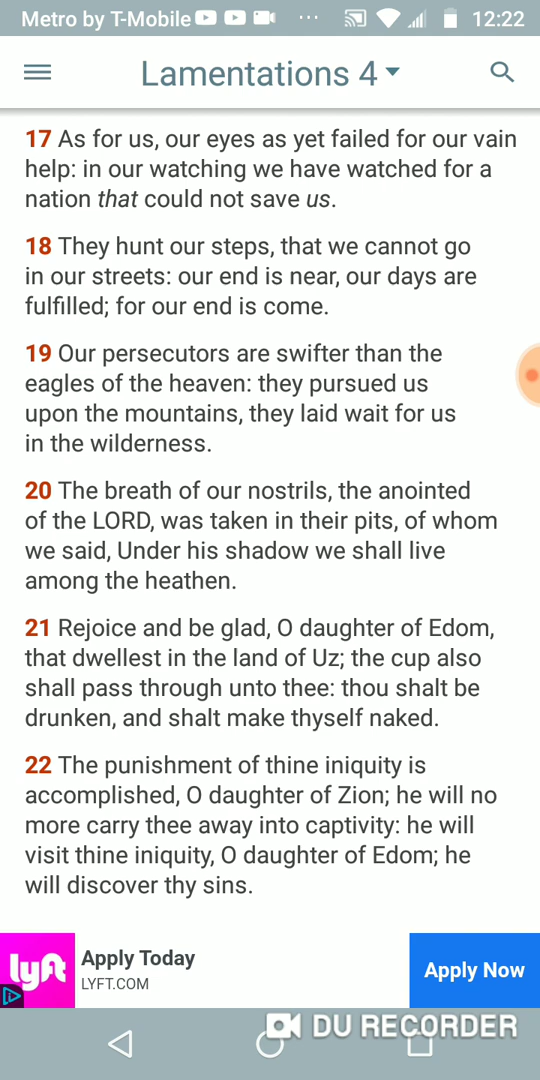 Metro by T-Mobile ... 12:22
Lamentations 4
17 As for us, our eyes as yet failed for our vain
help: in our watching we have watched for a
nation that could not save us.
18 They hunt our steps, that we cannot go
in our streets: our end is near, our days are
fulfilled; for our end is come.
19 Our persecutors are swifter than the
eagles of the heaven: they pursued us
upon the mountains, they laid wait for us
in the wilderness.
20 The breath of our nostrils, the anointed
of the LORD, was taken in their pits, of whom
we said, Under his shadow we shall live
among the heathen.
21 Rejoice and be glad, O daughter of Edom,
that dwellest in the land of Uz; the cup also
shall pass through unto thee: thou shalt be
drunken, and shalt make thyself naked.
22 The punishment of thine iniquity is
accomplished, O daughter of Zion; he will no
more carry thee away into captivity: he will
visit thine iniquity, O daughter of Edom; he
will discover thy sins.
lyft
Apply Today
LYFT.COM
Apply Now
DU RECORDER